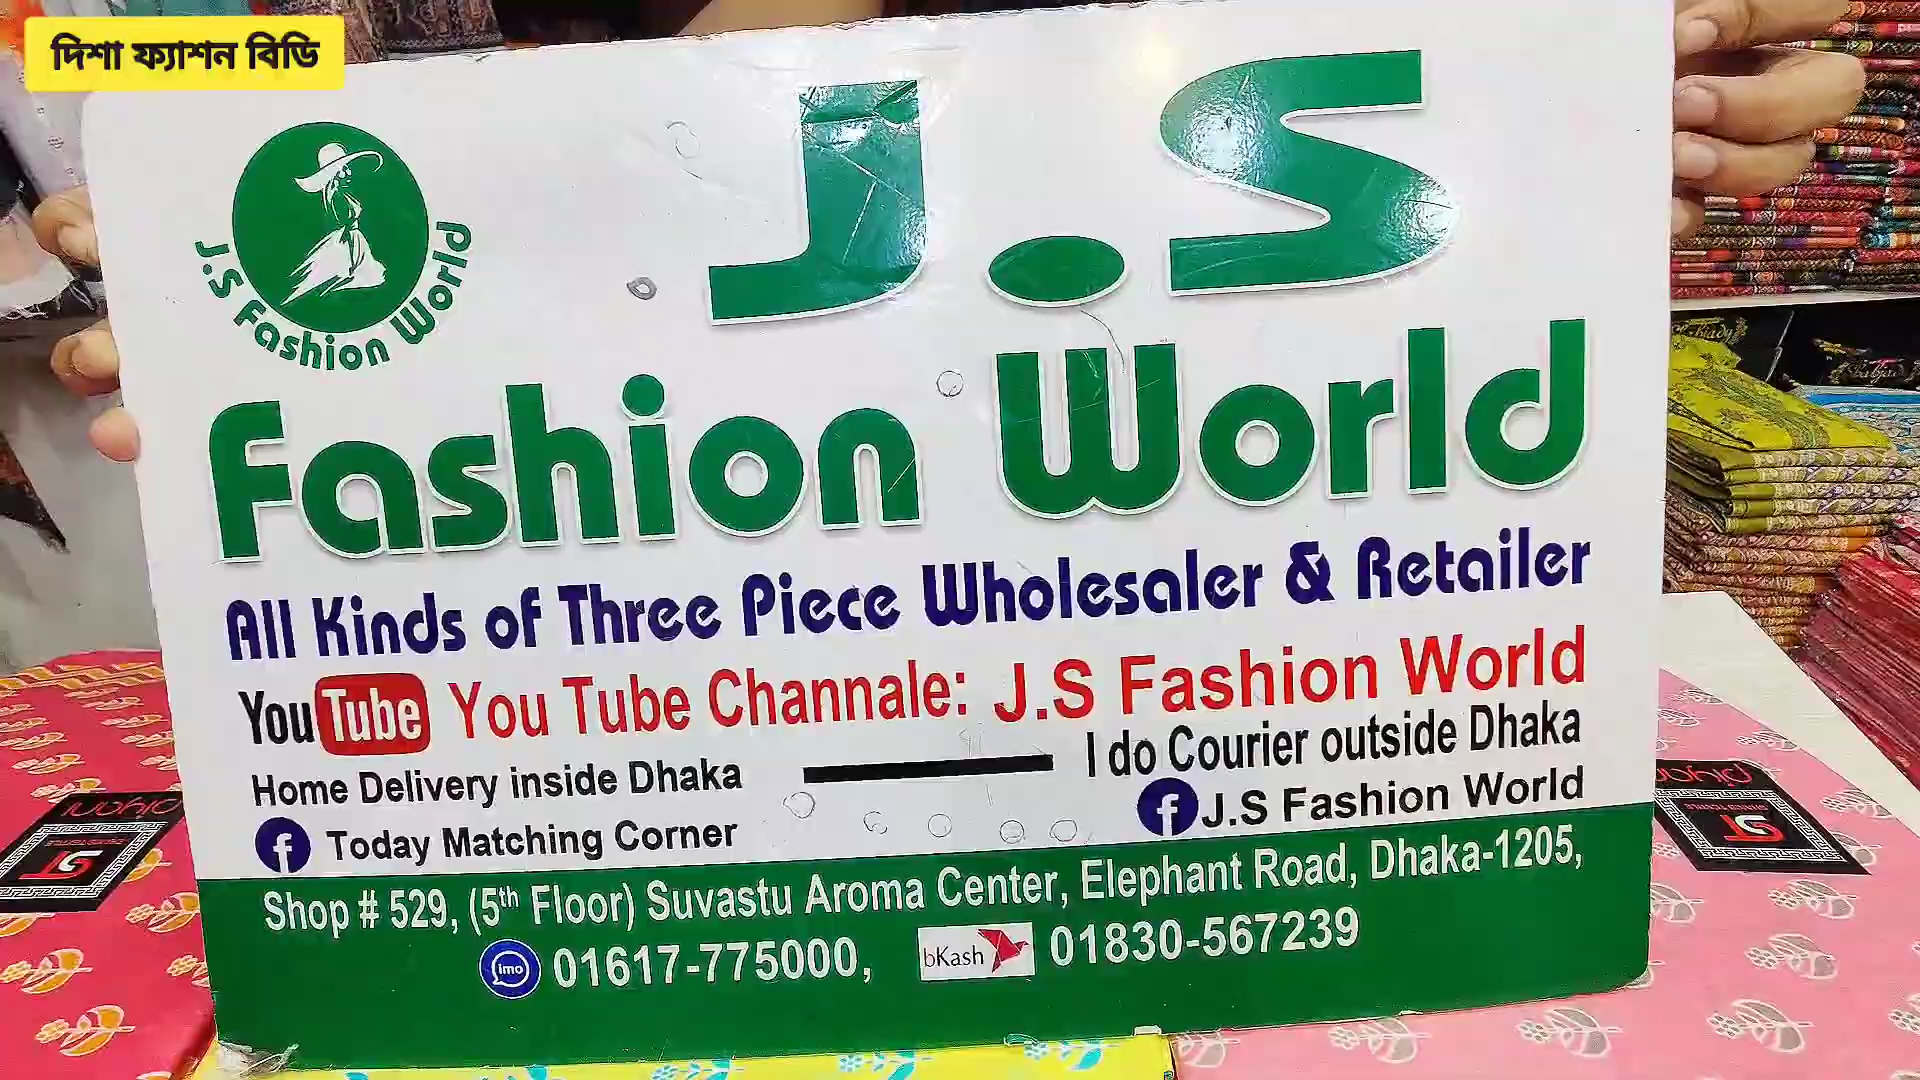 দিশা ফ্যাশন বিডি
J.S
Fashion World
J.S Fashion World
All Kinds of Three Piece Wholesaler & Retailer
YouTube You Tube Channale: J.S Fashion World
Home Delivery inside Dhaka — I do Courier outside Dhaka
Today Matching Corner
J.S Fashion World
Shop # 529, (5th Floor) Suvastu Aroma Center, Elephant Road, Dhaka-1205,
imo 01617-775000, bKash 01830-567239